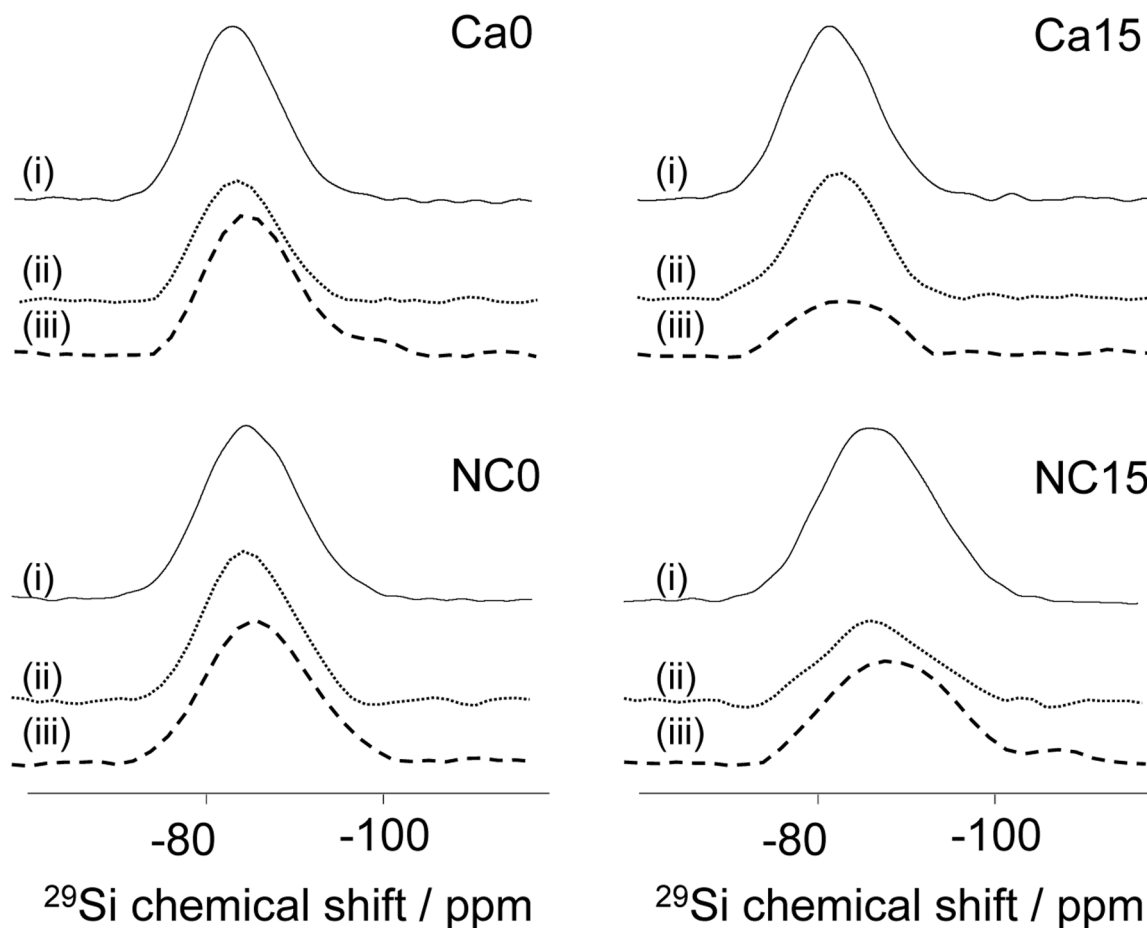 Ca0
(i)
(ii)
(iii)
Ca15
(i)
(ii)
(iii)
NC0
(i)
(ii)
(iii)
NC15
(i)
(ii)
(iii)
-80 -100
²⁹Si chemical shift / ppm
-80 -100
²⁹Si chemical shift / ppm